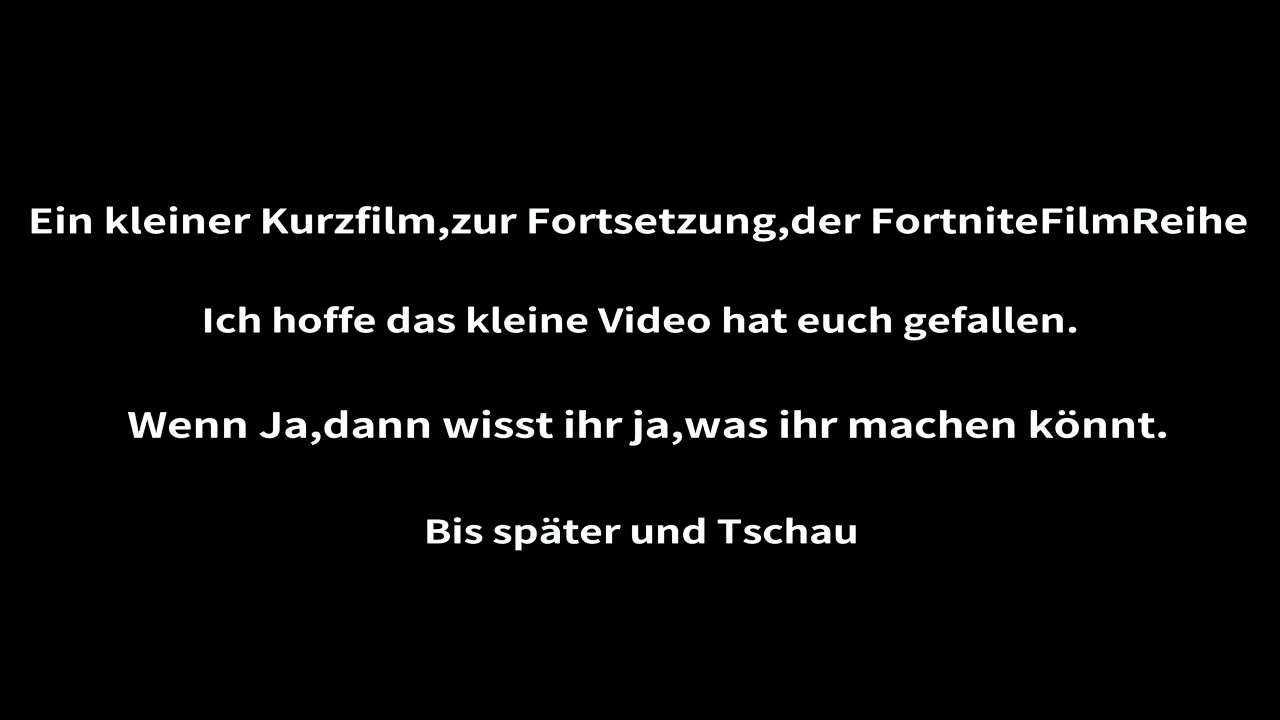 Ein kleiner Kurzfilm,zur Fortsetzung,der FortniteFilmReihe
Ich hoffe das kleine Video hat euch gefallen.
Wenn Ja,dann wisst ihr ja,was ihr machen könnt.
Bis später und Tschau